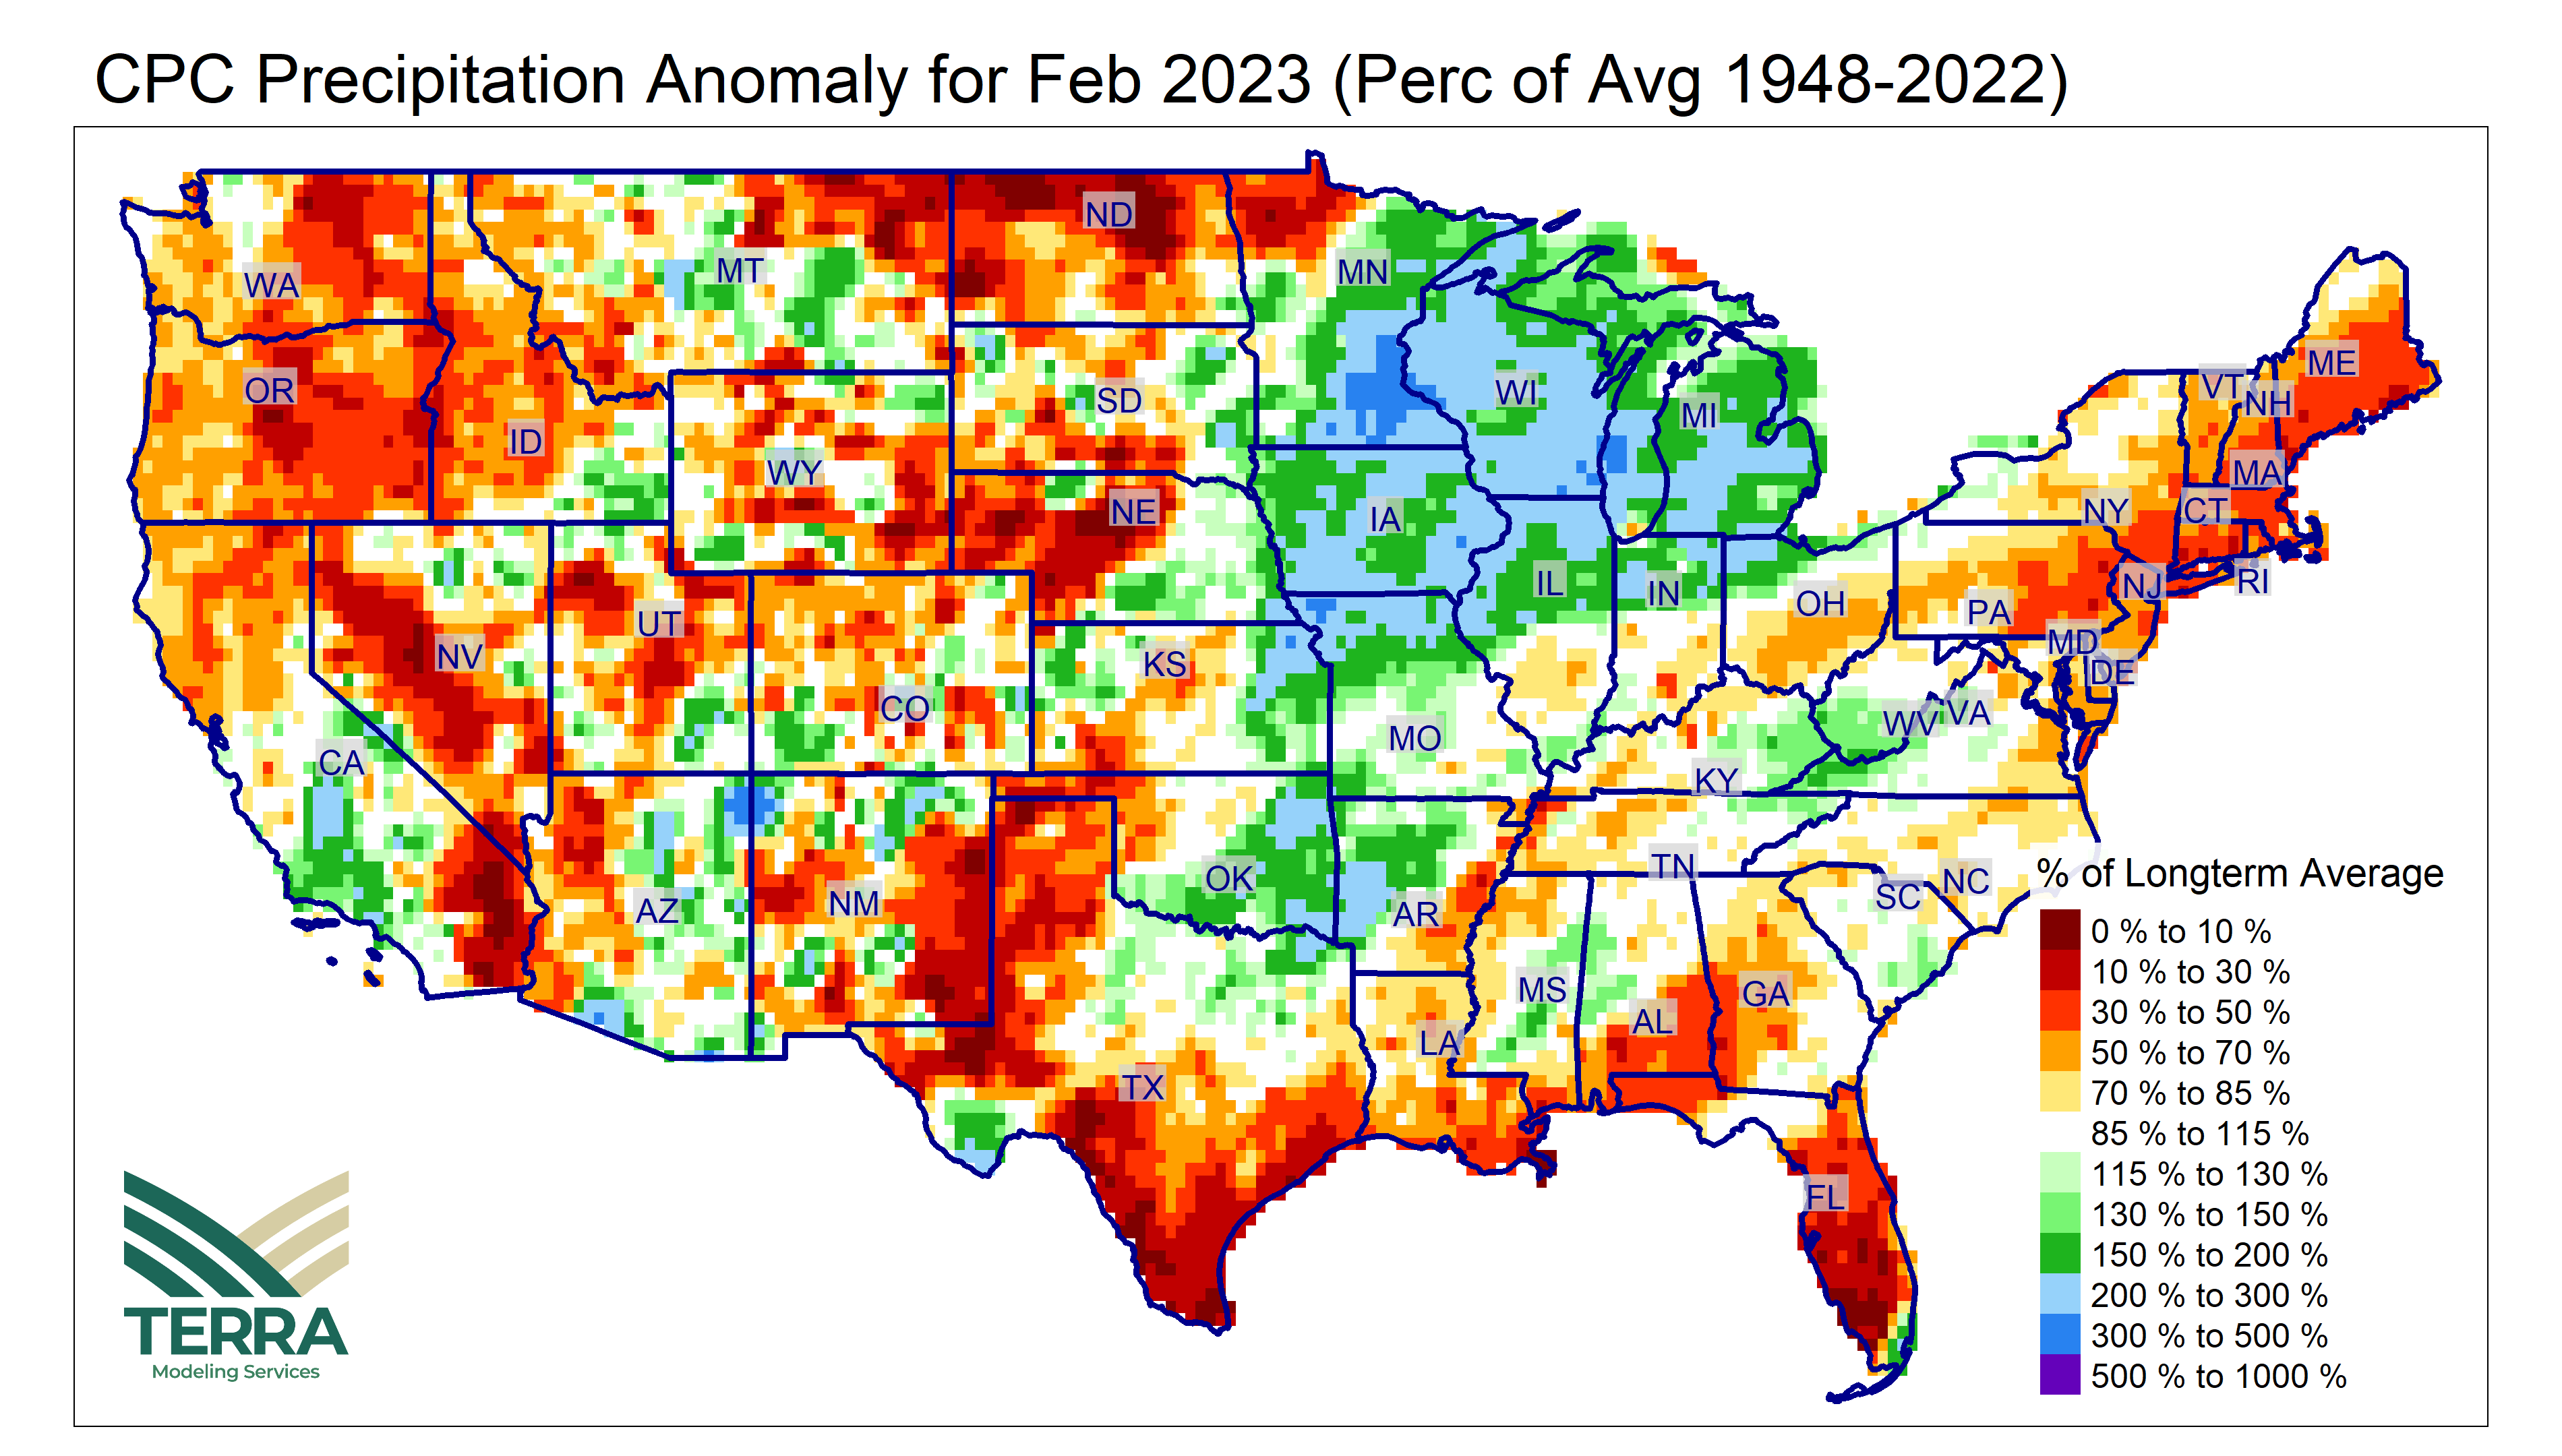 CPC Precipitation Anomaly for Feb 2023 (Perc of Avg 1948-2022)
WA
MT
ND
MN
OR
ID
WY
SD
WI
MI
VT
NH
ME
NE
IA
NY
MA
CT
NV
UT
CO
KS
IL
IN
OH
PA
NJ
RI
MD
DE
CA
MO
KY
WV
VA
AZ
NM
OK
AR
TN
SC
NC
TX
LA
MS
AL
GA
FL
% of Longterm Average
0 % to 10 %
10 % to 30 %
30 % to 50 %
50 % to 70 %
70 % to 85 %
85 % to 115 %
115 % to 130 %
130 % to 150 %
150 % to 200 %
200 % to 300 %
300 % to 500 %
500 % to 1000 %
TERRA
Modeling Services